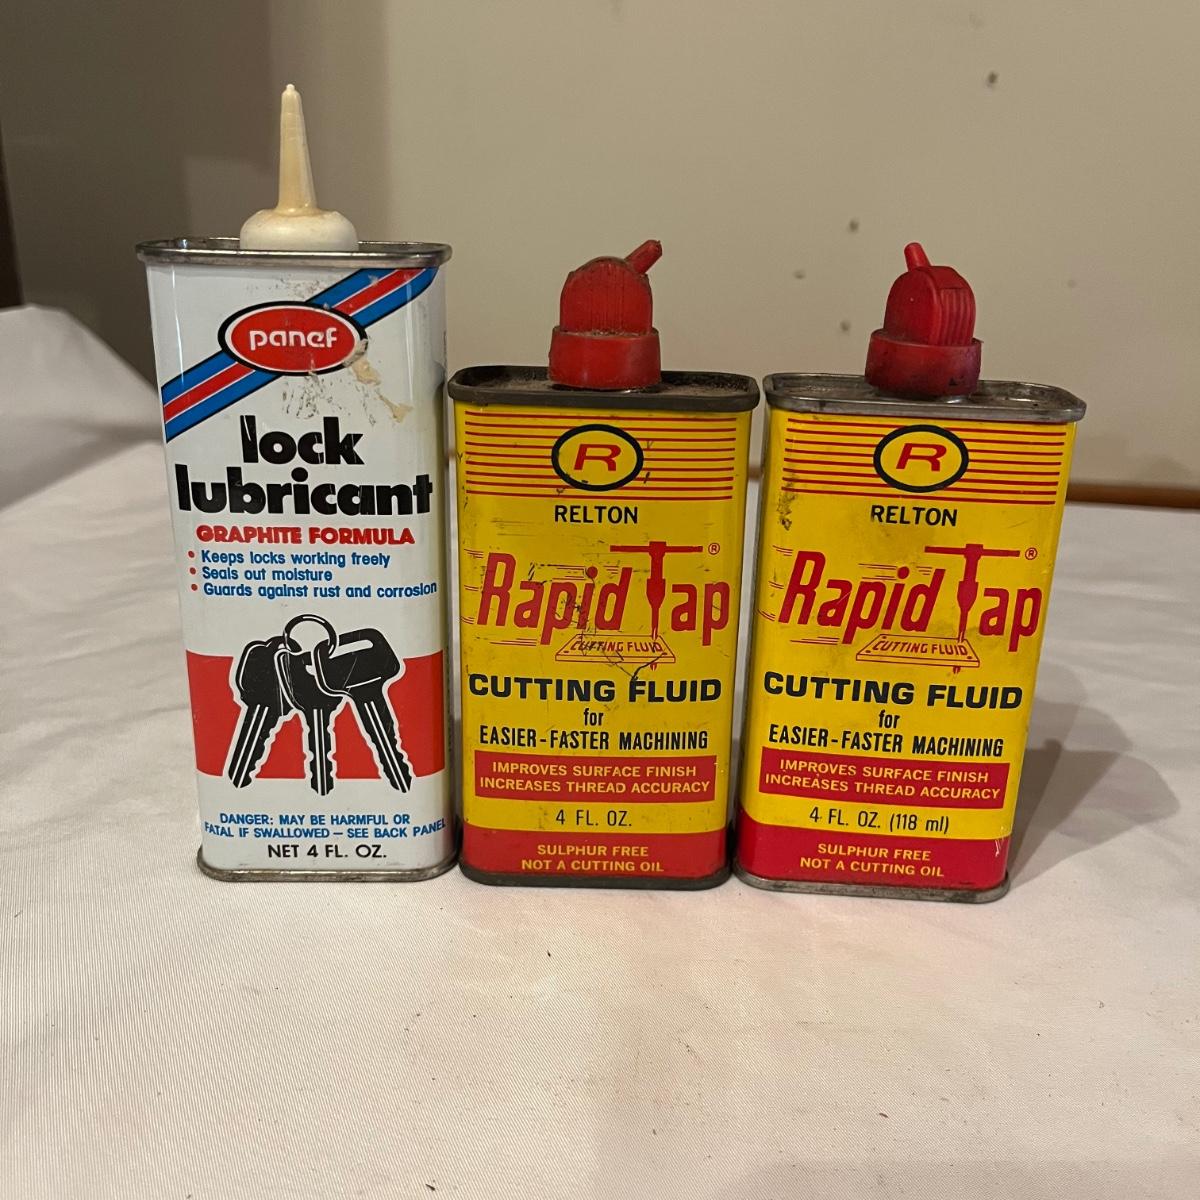 panef
lock
lubricant
GRAPHITE FORMULA
• Keeps locks working freely
• Seals out moisture
• Guards against rust and corrosion
DANGER: MAY BE HARMFUL OR
FATAL IF SWALLOWED — SEE BACK PANEL
NET 4 FL. OZ.
R
RELTON
Rapid Tap®
CUTTING FLUID
CUTTING FLUID
for
EASIER-FASTER MACHINING
IMPROVES SURFACE FINISH
INCREASES THREAD ACCURACY
4 FL. OZ.
SULPHUR FREE
NOT A CUTTING OIL
R
RELTON
Rapid Tap®
CUTTING FLUID
CUTTING FLUID
for
EASIER-FASTER MACHINING
IMPROVES SURFACE FINISH
INCREASES THREAD ACCURACY
4 FL. OZ. (118 ml)
SULPHUR FREE
NOT A CUTTING OIL